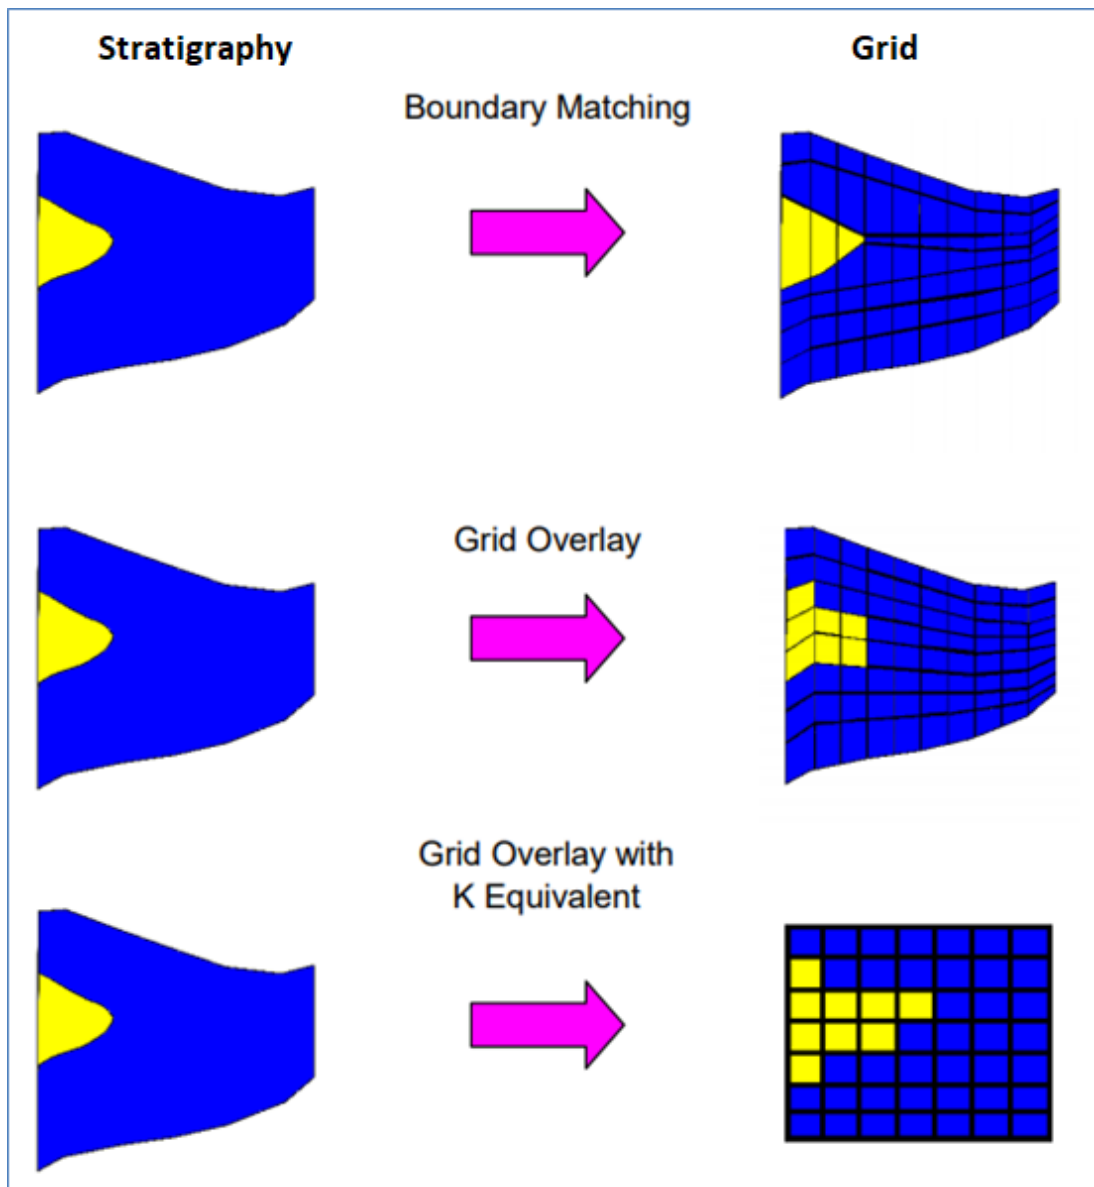 Stratigraphy
Grid
Boundary Matching
Grid Overlay
Grid Overlay with
K Equivalent